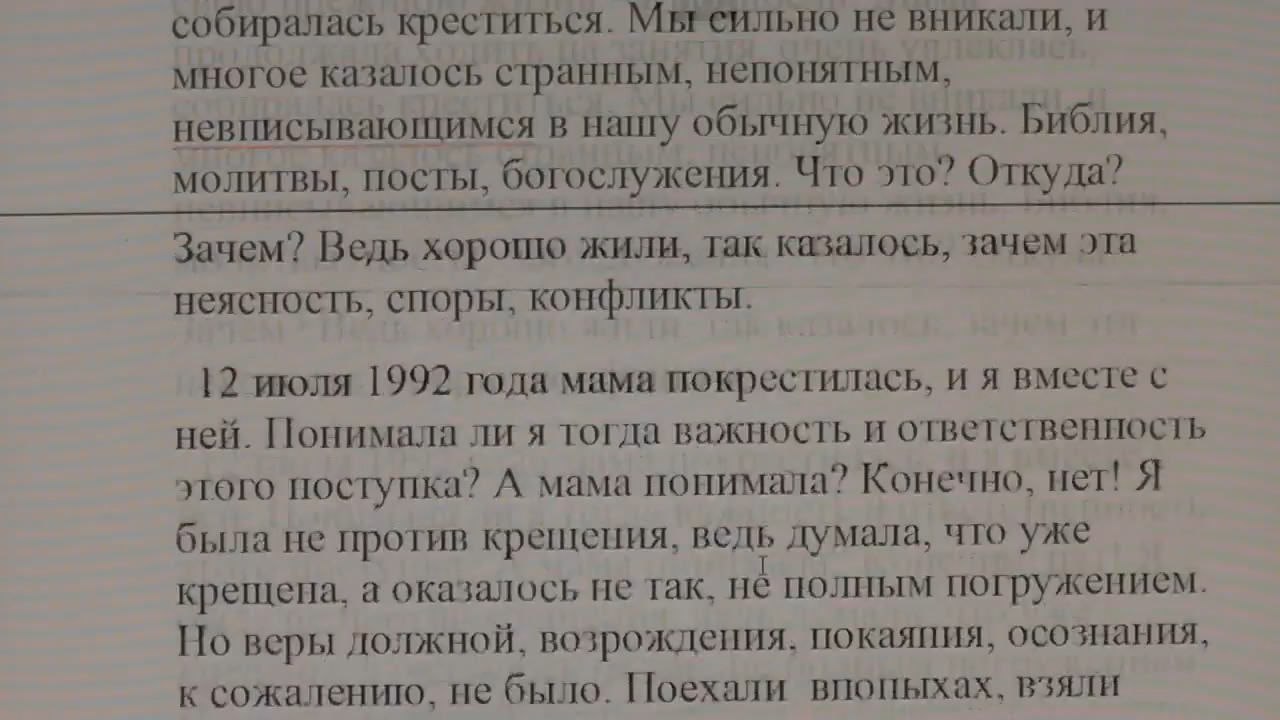 собиралась креститься. Мы сильно не вникали, и
многое казалось странным, непонятным,
невписывающимся в нашу обычную жизнь. Библия,
молитвы, посты, богослужения. Что это? Откуда?
Зачем? Ведь хорошо жили, так казалось, зачем эта
неясность, споры, конфликты.
12 июля 1992 года мама покрестилась, и я вместе с
ней. Понимала ли я тогда важность и ответственность
этого поступка? А мама понимала? Конечно, нет! Я
была не против крещения, ведь думала, что уже
крещена, а оказалось не так, не полным погружением.
Но веры должной, возрождения, покаяния, осознания,
к сожалению, не было. Поехали впопыхах, взяли